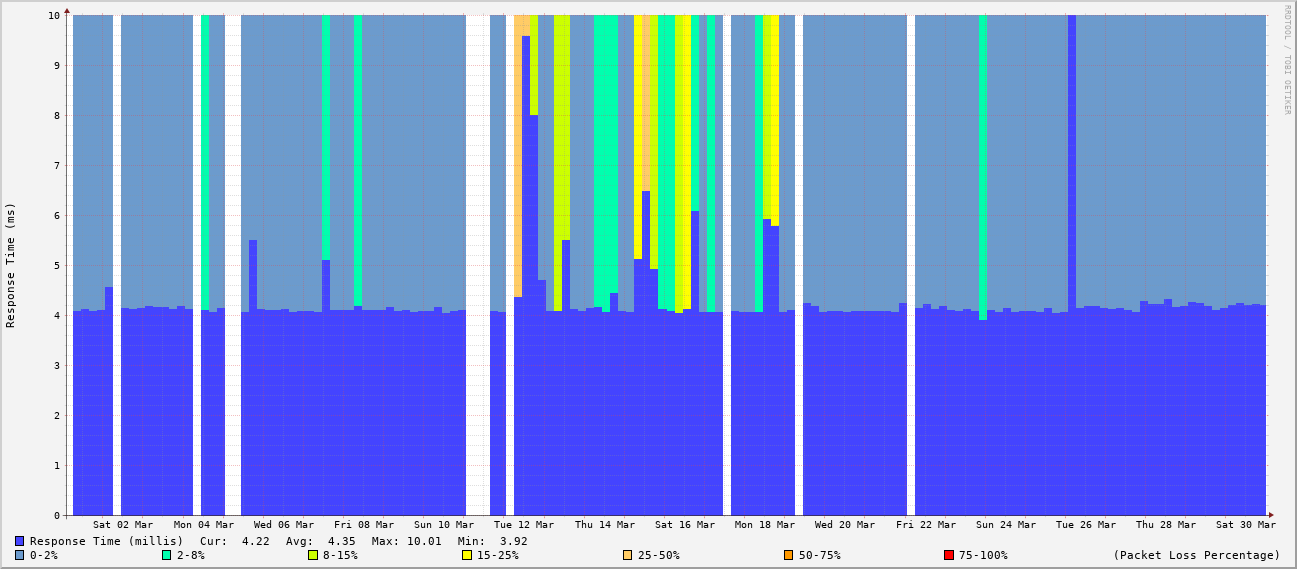 RRDTOOL / TOBI OETIKER
Response Time (ms)
10
9
8
7
6
5
4
3
2
1
0
Sat 02 Mar Mon 04 Mar Wed 06 Mar Fri 08 Mar Sun 10 Mar Tue 12 Mar Thu 14 Mar Sat 16 Mar Mon 18 Mar Wed 20 Mar Fri 22 Mar Sun 24 Mar Tue 26 Mar Thu 28 Mar Sat 30 Mar
Response Time (millis) Cur: 4.22 Avg: 4.35 Max: 10.01 Min: 3.92
0-2% 2-8% 8-15% 15-25% 25-50% 50-75% 75-100% (Packet Loss Percentage)